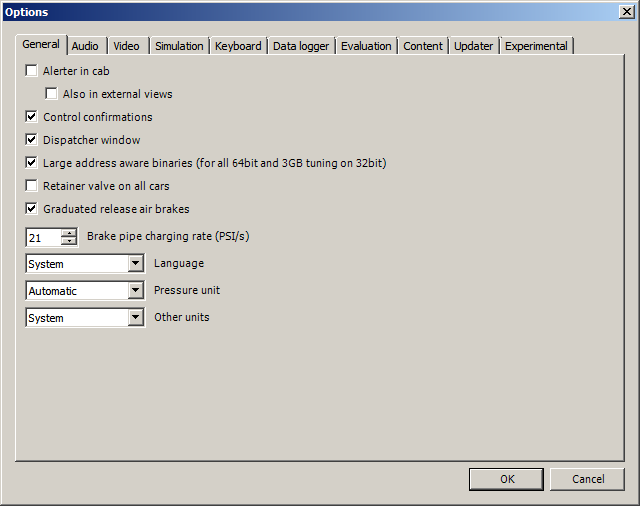 Options
General Audio Video Simulation Keyboard Data logger Evaluation Content Updater Experimental
Alerter in cab
Also in external views
Control confirmations
Dispatcher window
Large address aware binaries (for all 64bit and 3GB tuning on 32bit)
Retainer valve on all cars
Graduated release air brakes
21 Brake pipe charging rate (PSI/s)
System Language
Automatic Pressure unit
System Other units
OK Cancel